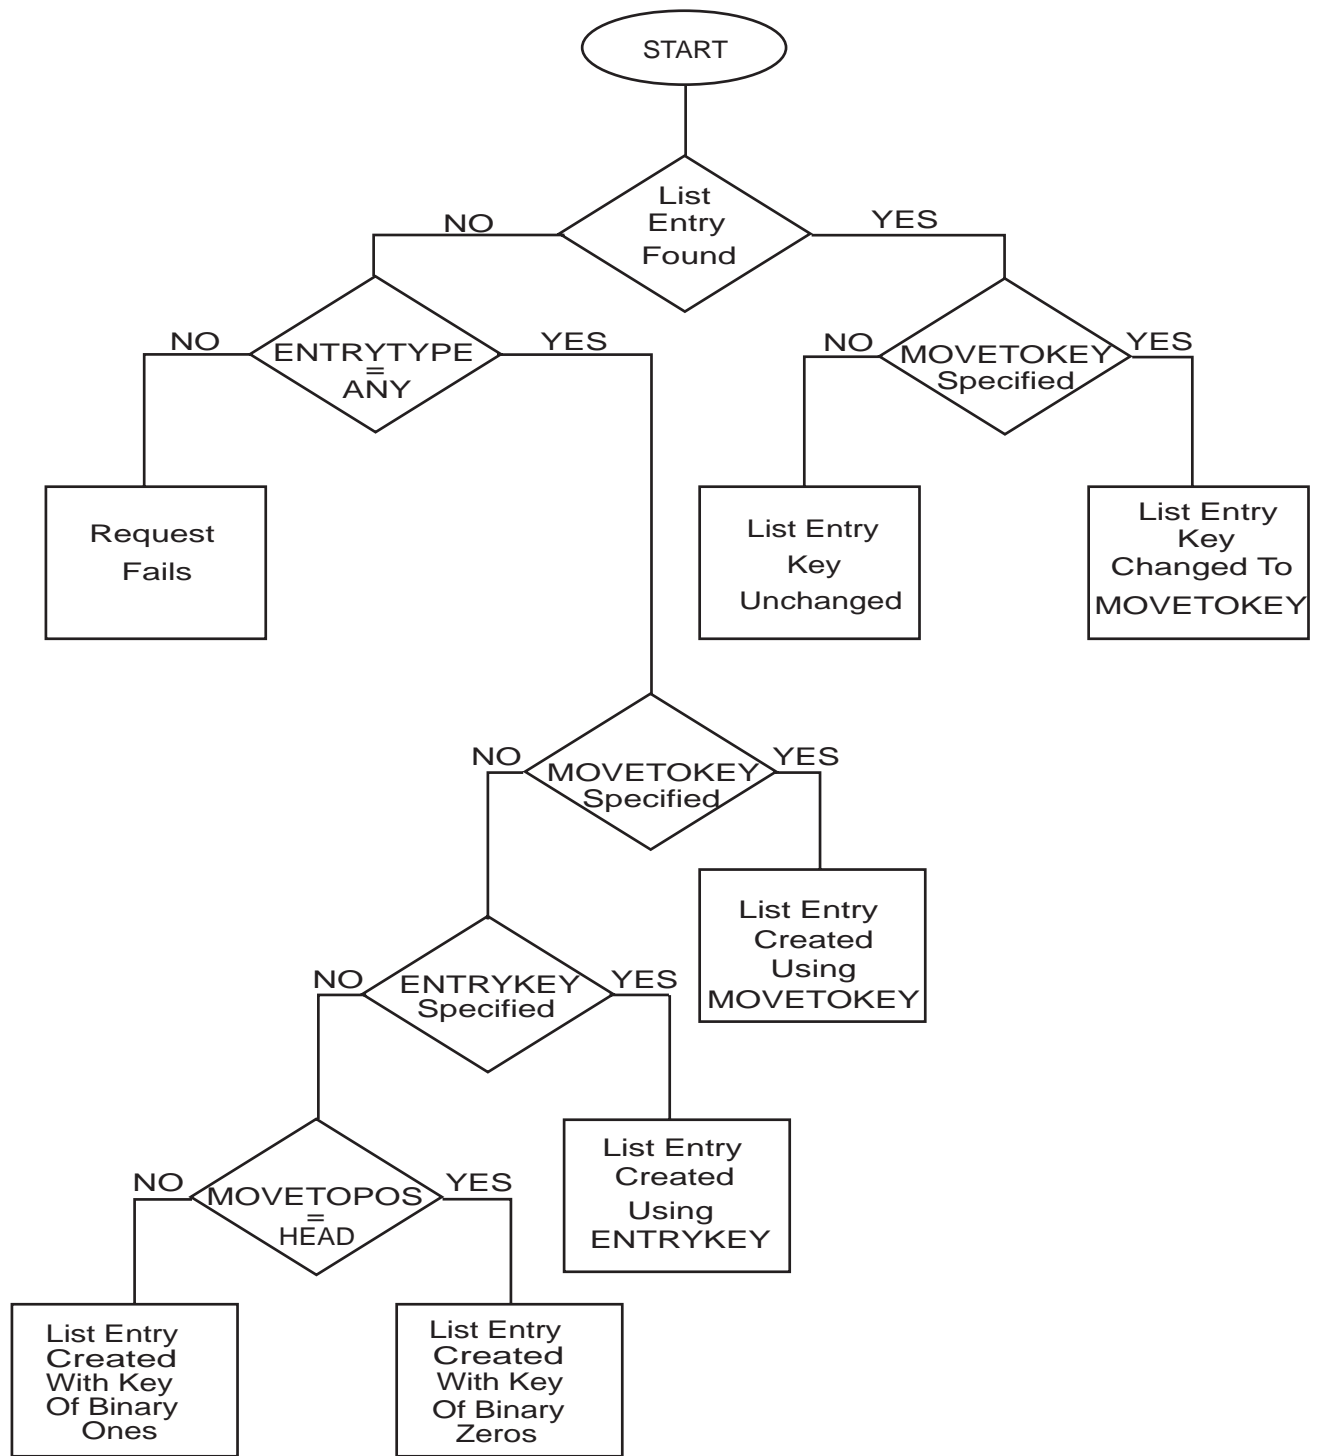 START
List
Entry
Found
NO
YES
ENTRYTYPE
=
ANY
NO
YES
MOVETOKEY
Specified
NO
YES
Request
Fails
List Entry
Key
Unchanged
List Entry
Key
Changed To
MOVETOKEY
MOVETOKEY
Specified
NO
YES
List Entry
Created
Using
MOVETOKEY
ENTRYKEY
Specified
NO
YES
List Entry
Created
Using
ENTRYKEY
MOVETOPOS
=
HEAD
NO
YES
List Entry
Created
With Key
Of Binary
Ones
List Entry
Created
With Key
Of Binary
Zeros